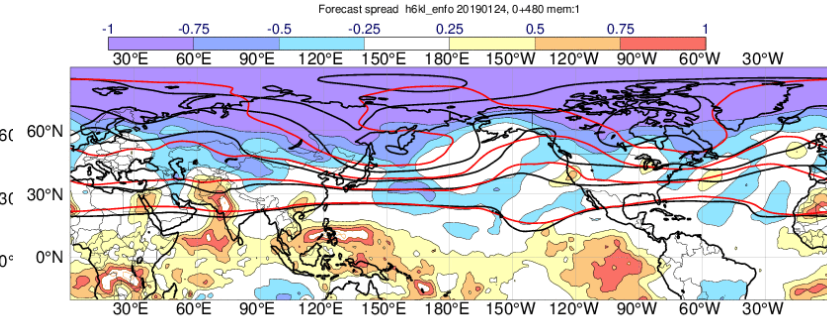 Forecast spread h6kl_enfo 20190124, 0+480 mem:1
-1 -0.75 -0.5 -0.25 0.25 0.5 0.75 1
30°E 60°E 90°E 120°E 150°E 180°E 150°W 120°W 90°W 60°W 30°W
60°N
30°N
0°N
30°E 60°E 90°E 120°E 150°E 180°E 150°W 120°W 90°W 60°W 30°W